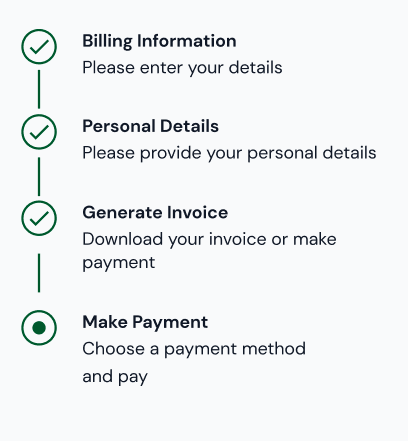 Billing Information
Please enter your details
Personal Details
Please provide your personal details
Generate Invoice
Download your invoice or make
payment
Make Payment
Choose a payment method
and pay